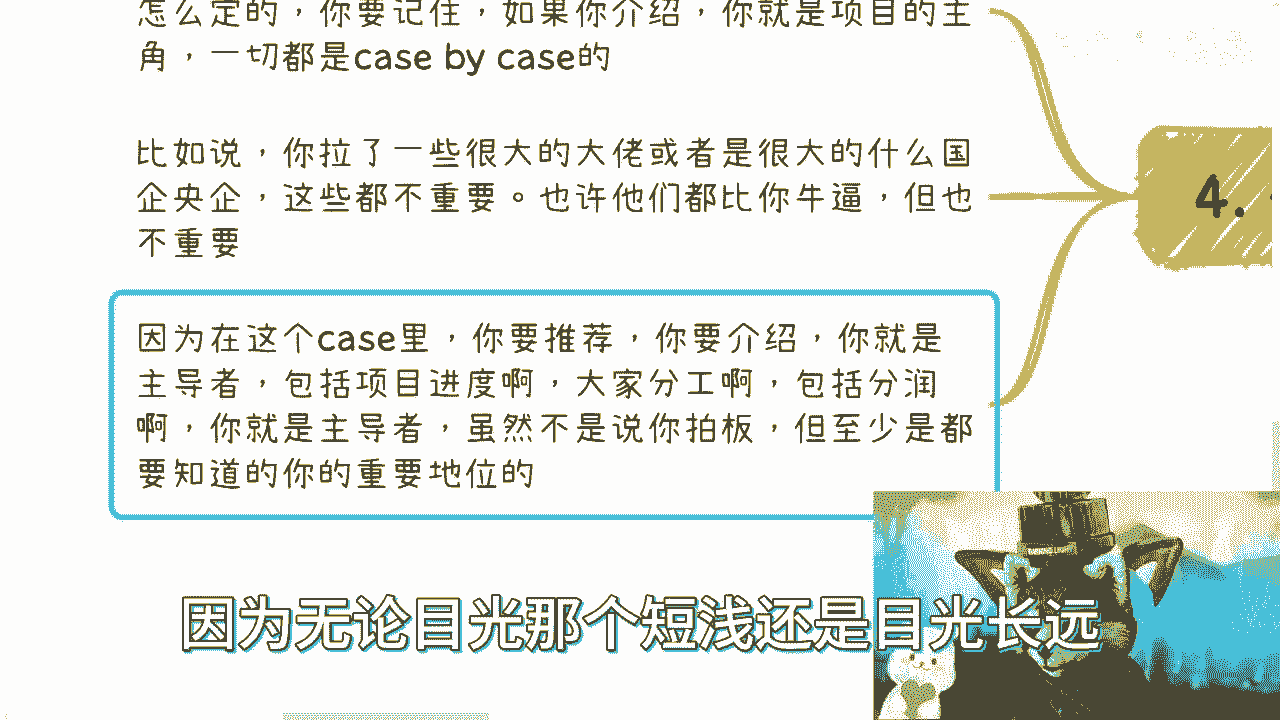 怎么定的，你要记住，如果你介绍，你就是项目的主
角，一切都是case by case的
比如说，你拉了一些很大的大佬或者是很大的什么国
企央企，这些都不重要。也许他们都比你牛逼，但也
不重要
4.
因为在这个case里，你要推荐，你要介绍，你就是
主导者，包括项目进度啊，大家分工啊，包括分润
啊，你就是主导者，虽然不是说你拍板，但至少是都
要知道的你的重要地位的
因为无论目光那个短浅还是目光长远